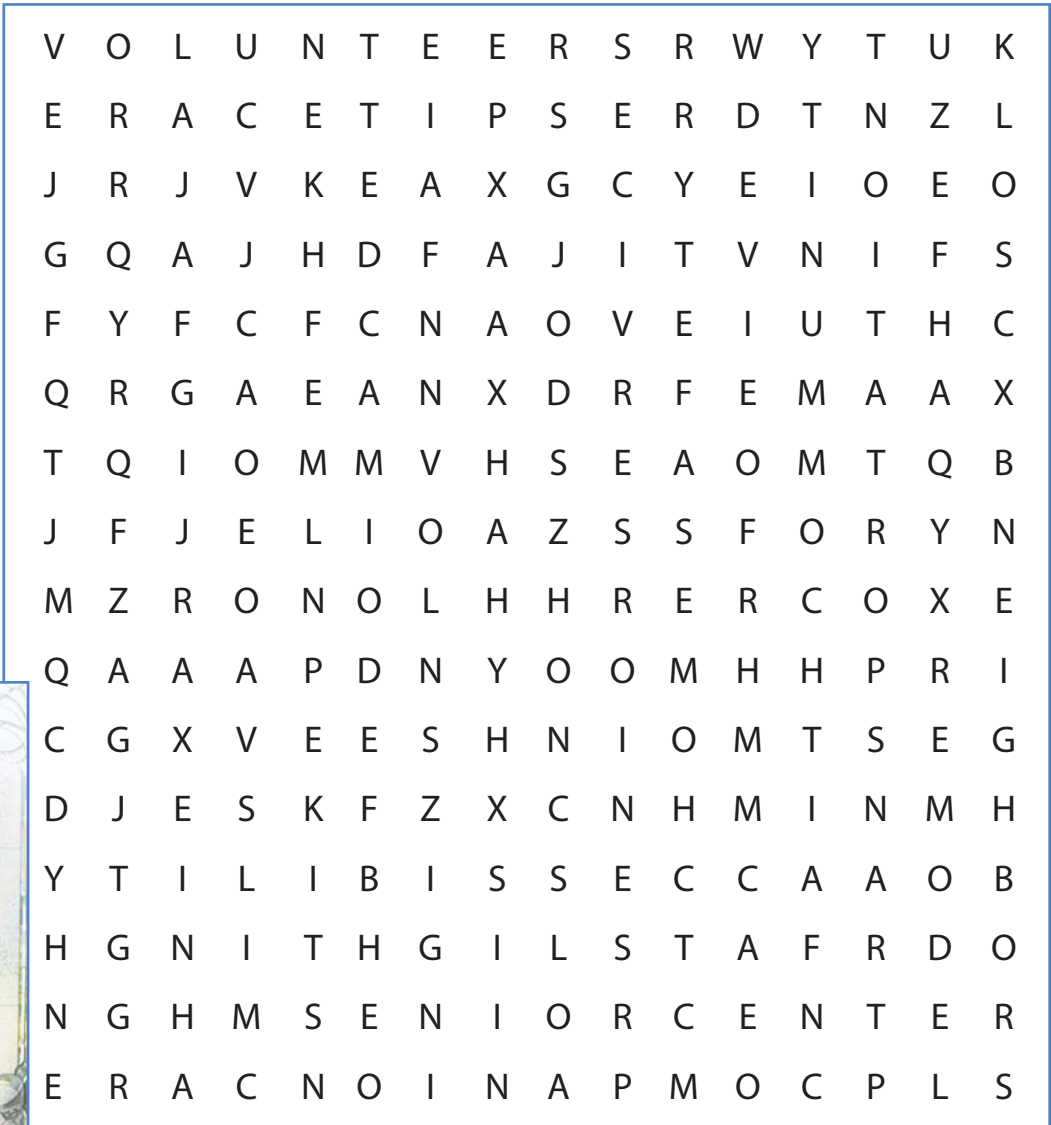 V O L U N T E E R S R W Y T U K
E R A C E T I P S E R D T N Z L
J R J V K E A X G C Y E I O E O
G Q A J H D F A J I T V N I F S
F Y F C F C N A O V E I U T H C
Q R G A E A N X D R F E M A A X
T Q I O M M V H S E A O M T Q B
J F J E L I O A Z S S F O R Y N
M Z R O N O L H H R E R C O X E
Q A A A P D N Y O O M H H P R I
C G X V E E S H N I O M T S E G
D J E S K F Z X C N H M I N M H
Y T I L I B I S S E C C A A O B
H G N I T H G I L S T A F R D O
N G H M S E N I O R C E N T E R
E R A C N O I N A P M O C P L S